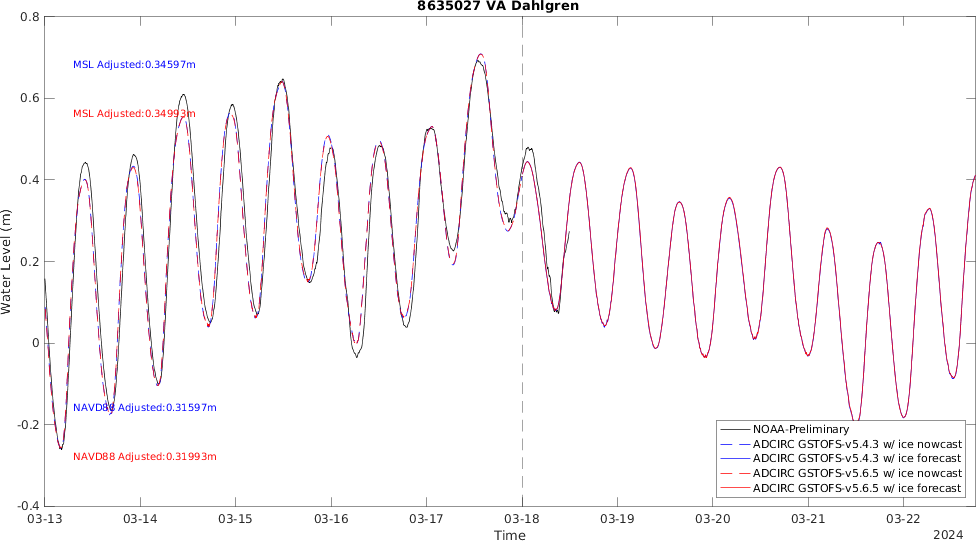 8635027 VA Dahlgren
0.8
0.6
0.4
0.2
0
-0.2
-0.4
Water Level (m)
MSL Adjusted:0.34597m
MSL Adjusted:0.34993m
NAVD88 Adjusted:0.31597m
NAVD88 Adjusted:0.31993m
NOAA-Preliminary
ADCIRC GSTOFS-v5.4.3 w/ ice nowcast
ADCIRC GSTOFS-v5.4.3 w/ ice forecast
ADCIRC GSTOFS-v5.6.5 w/ ice nowcast
ADCIRC GSTOFS-v5.6.5 w/ ice forecast
03-13 03-14 03-15 03-16 03-17 03-18 03-19 03-20 03-21 03-22
Time
2024